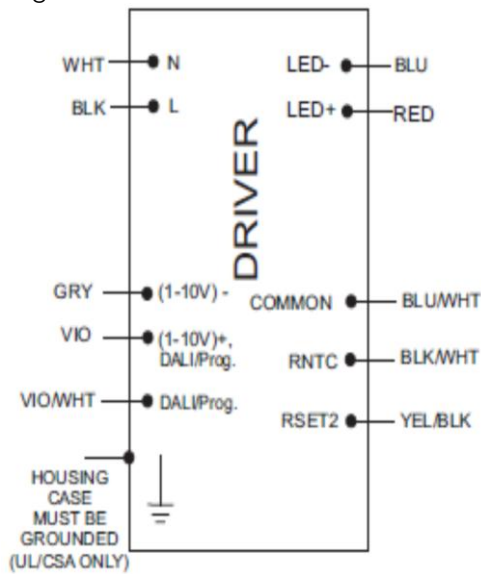 WHT
N
BLK
L
LED-
BLU
LED+
RED
DRIVER
GRY
(1-10V) -
VIO
(1-10V)+,
DALI/Prog.
VIO/WHT
DALI/Prog.
COMMON
BLU/WHT
RNTC
BLK/WHT
RSET2
YEL/BLK
HOUSING
CASE
MUST BE
GROUNDED
(UL/CSA ONLY)